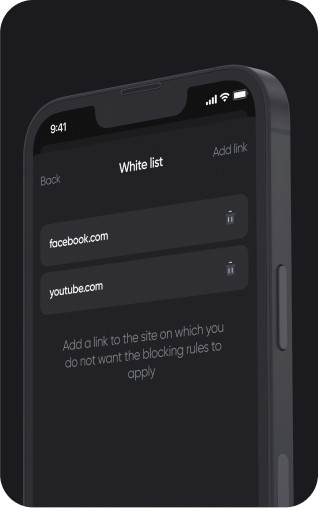 9:41
Back
White list
Add link
facebook.com
youtube.com
Add a link to the site on which you
do not want the blocking rules to
apply